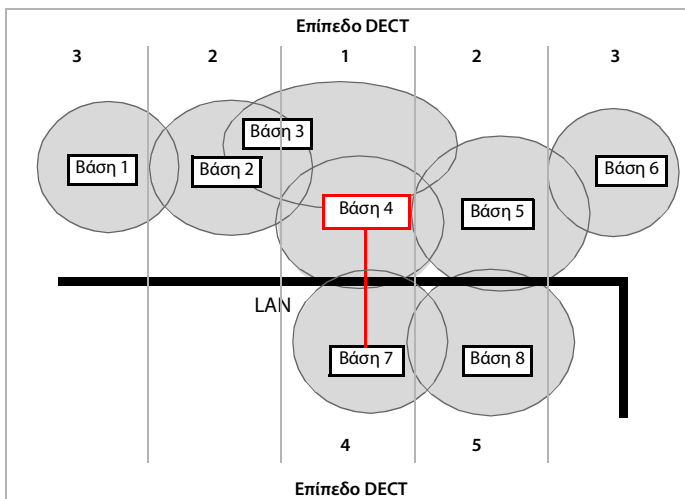 Επίπεδο DECT
3 2 1 2 3
Βάση 3
Βάση 1
Βάση 2
Βάση 6
Βάση 4
Βάση 5
LAN
Βάση 7
Βάση 8
4 5
Επίπεδο DECT